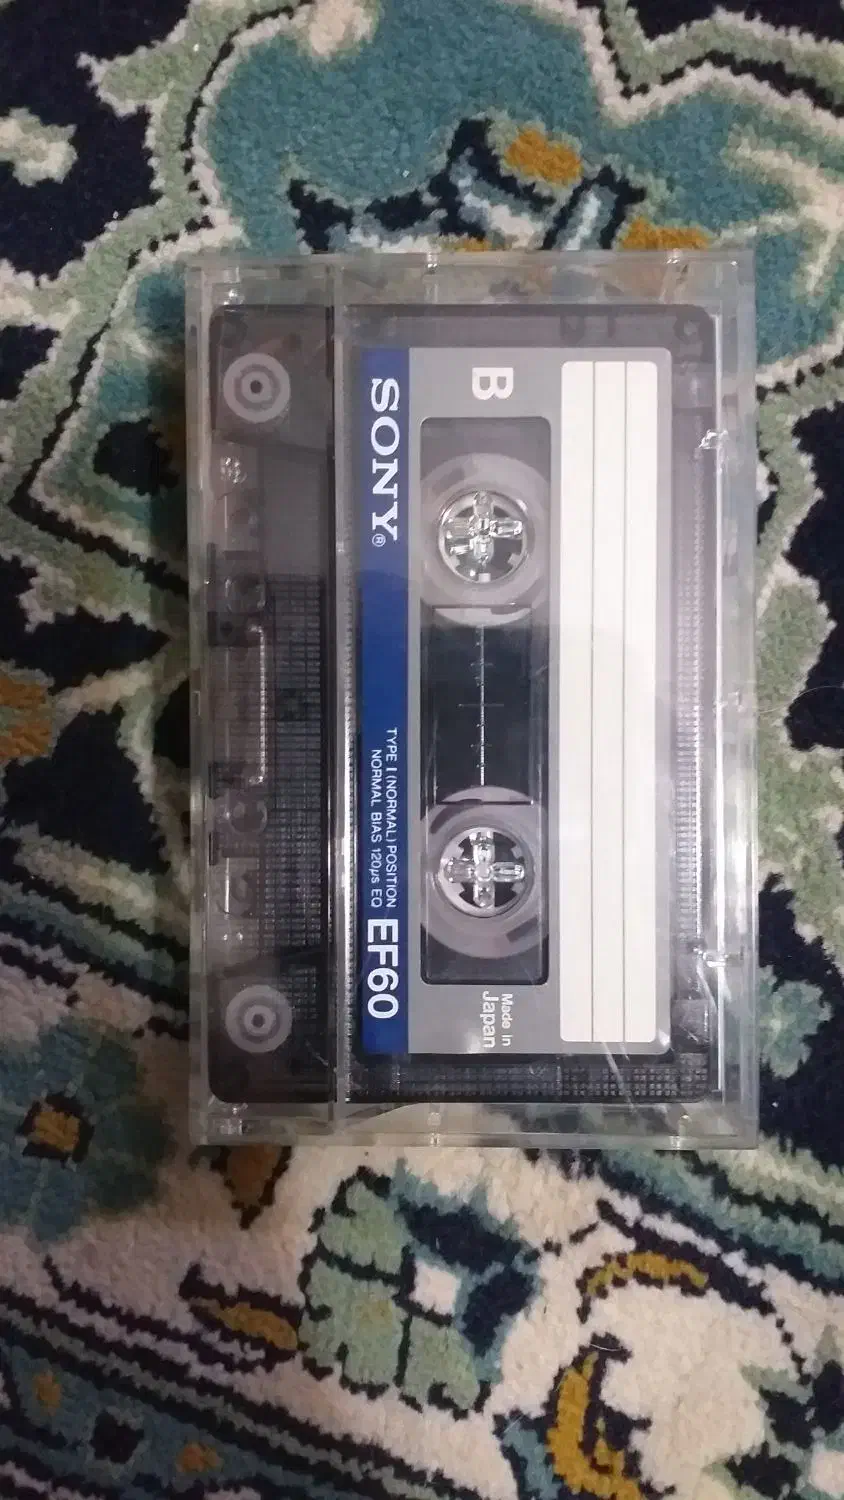 B
Made in
Japan
SONY®
TYPE I (NORMAL) POSITION
NORMAL BIAS 120μs EQ
EF60